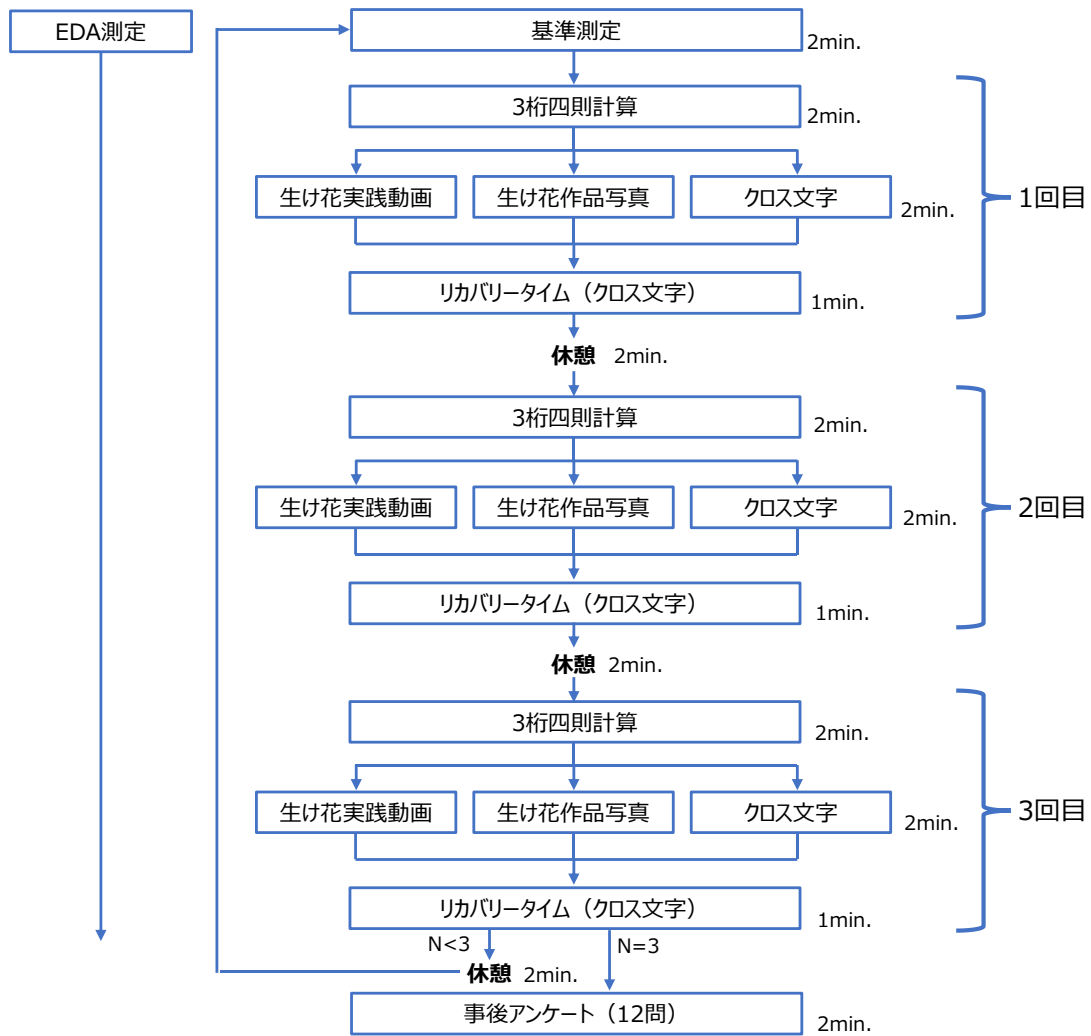 EDA測定
基準測定
2min.
3桁四則計算
2min.
生け花実践動画
生け花作品写真
クロス文字
2min.
1回目
リカバリータイム（クロス文字）
1min.
休憩 2min.
3桁四則計算
2min.
生け花実践動画
生け花作品写真
クロス文字
2min.
2回目
リカバリータイム（クロス文字）
1min.
休憩 2min.
3桁四則計算
2min.
生け花実践動画
生け花作品写真
クロス文字
2min.
3回目
リカバリータイム（クロス文字）
1min.
N<3
N=3
休憩 2min.
事後アンケート（12問）
2min.